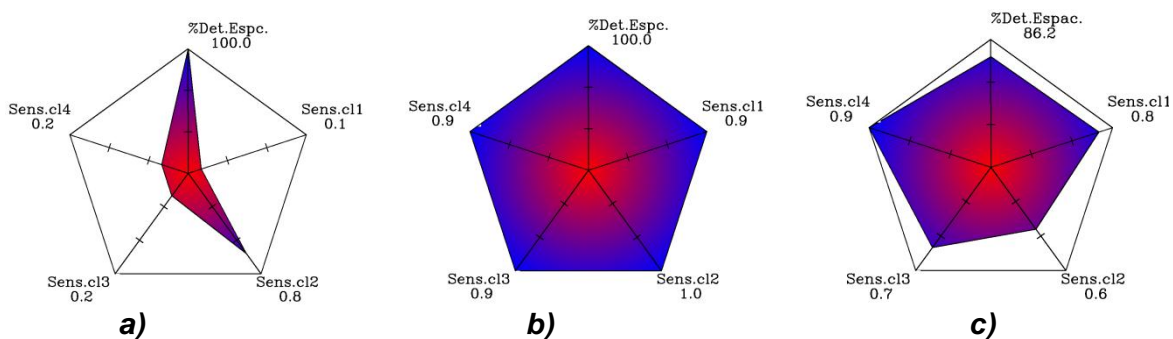 %Det.Espc.
100.0
Sens.cl4
0.2
Sens.cl1
0.1
Sens.cl3
0.2
Sens.cl2
0.8
a)
%Det.Espc.
100.0
Sens.cl4
0.9
Sens.cl1
0.9
Sens.cl3
0.9
Sens.cl2
1.0
b)
%Det.Espac.
86.2
Sens.cl4
0.9
Sens.cl1
0.8
Sens.cl3
0.7
Sens.cl2
0.6
c)